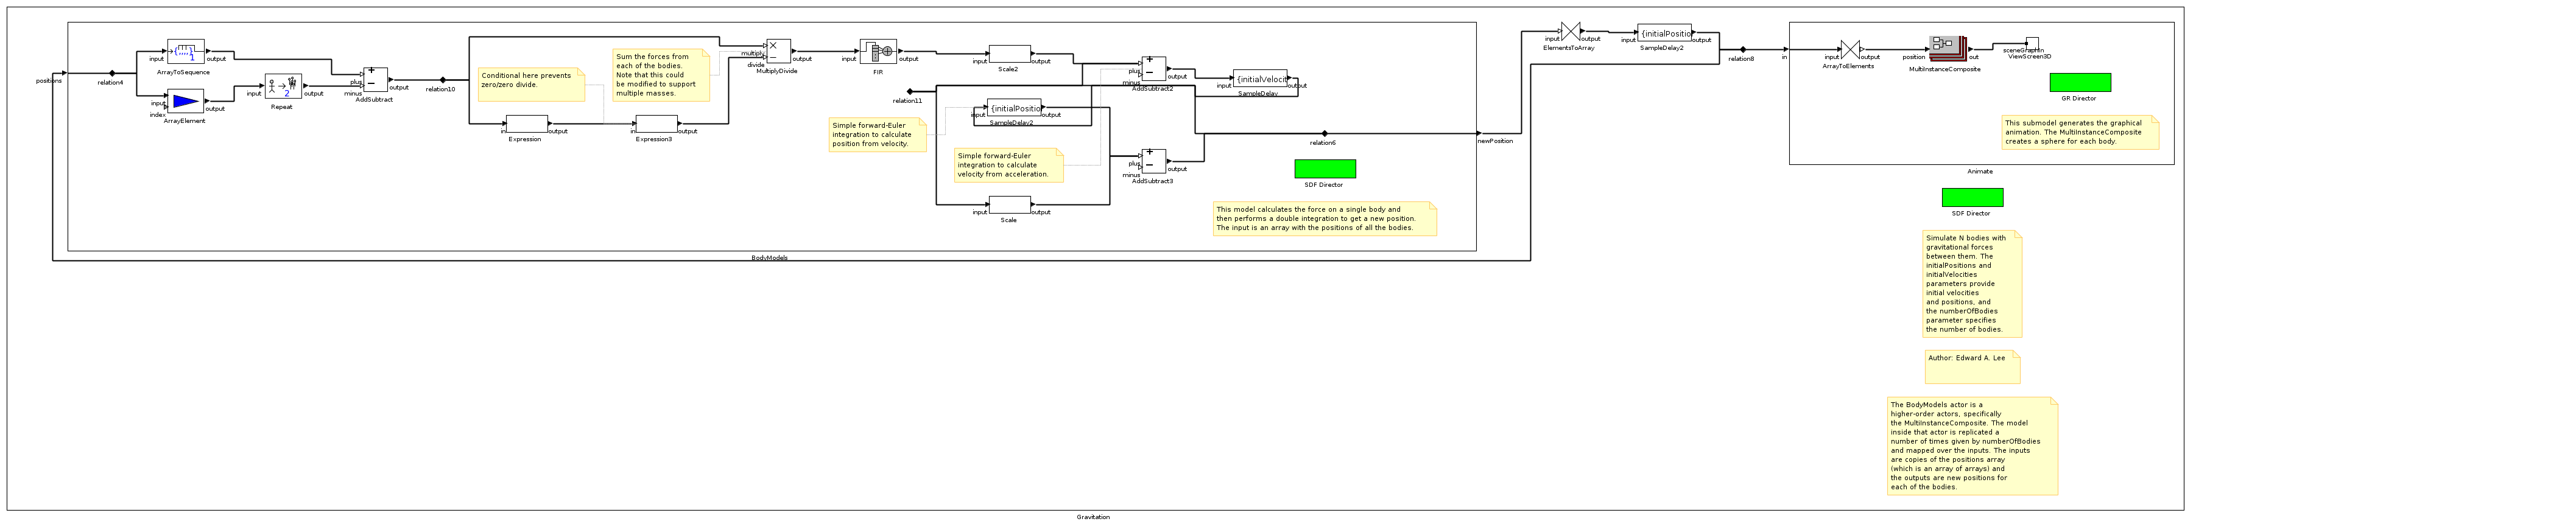 positions
relation4
input
1
output
ArrayToSequence
input
index
output
ArrayElement
input
2
output
Repeat
plus
minus
output
AddSubtract
relation10
Conditional here prevents
zero/zero divide.
in
output
Expression
Sum the forces from
each of the bodies.
Note that this could
be modified to support
multiple masses.
in
output
Expression3
multiply
divide
output
MultiplyDivide
input
output
FIR
input
output
Scale2
relation11
Simple forward-Euler
integration to calculate
position from velocity.
{initialPositio
input
output
SampleDelay2
Simple forward-Euler
integration to calculate
velocity from acceleration.
input
output
Scale
plus
minus
output
AddSubtract2
{initialVelocit
input
output
SampleDelay
plus
minus
output
AddSubtract3
relation6
SDF Director
This model calculates the force on a single body and
then performs a double integration to get a new position.
The input is an array with the positions of all the bodies.
newPosition
BodyModels
input
output
ElementsToArray
{initialPositio
input
output
SampleDelay2
relation8
in
input
output
ArrayToElements
position
out
MultiInstanceComposite
sceneGraphIn
ViewScreen3D
GR Director
This submodel generates the graphical
animation. The MultiInstanceComposite
creates a sphere for each body.
Animate
SDF Director
Simulate N bodies with
gravitational forces
between them. The
initialPositions and
initialVelocities
parameters provide
initial velocities
and positions, and
the numberOfBodies
parameter specifies
the number of bodies.
Author: Edward A. Lee
The BodyModels actor is a
higher-order actors, specifically
the MultiInstanceComposite. The model
inside that actor is replicated a
number of times given by numberOfBodies
and mapped over the inputs. The inputs
are copies of the positions array
(which is an array of arrays) and
the outputs are new positions for
each of the bodies.
Gravitation